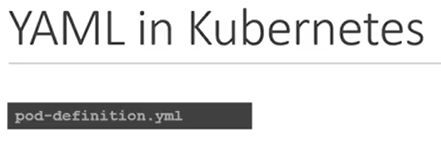 YAML in Kubernetes
pod-definition.yml